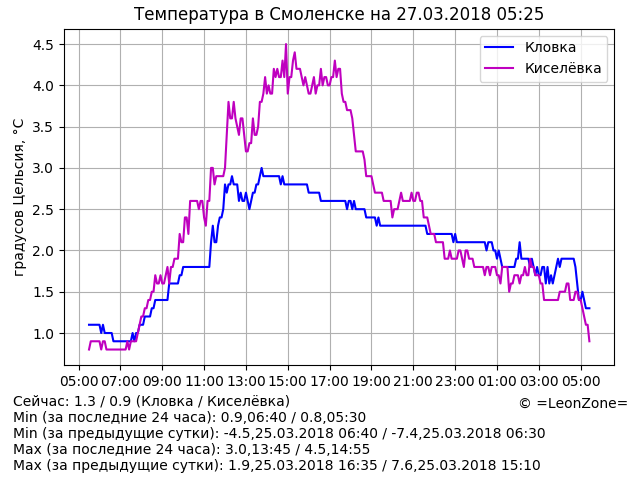 Температура в Смоленске на 27.03.2018 05:25
Кловка
Киселёвка
градусов Цельсия, °C
4.5
4.0
3.5
3.0
2.5
2.0
1.5
1.0
05:00 07:00 09:00 11:00 13:00 15:00 17:00 19:00 21:00 23:00 01:00 03:00 05:00
Сейчас: 1.3 / 0.9 (Кловка / Киселёвка)
© =LeonZone=
Min (за последние 24 часа): 0.9,06:40 / 0.8,05:30
Min (за предыдущие сутки): -4.5,25.03.2018 06:40 / -7.4,25.03.2018 06:30
Max (за последние 24 часа): 3.0,13:45 / 4.5,14:55
Max (за предыдущие сутки): 1.9,25.03.2018 16:35 / 7.6,25.03.2018 15:10